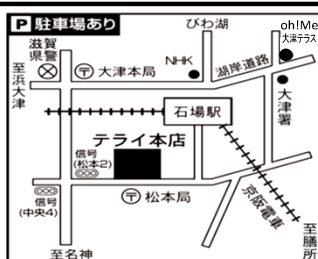 P 駐車場あり
びわ湖
oh!Me
大津テラス
滋賀
県警
〒 大津本局
NHK
湖岸道路
至浜大津
大津署
石場駅
テライ本店
信号
(松本2)
〒 松本局
信号
(中央4)
京阪電車
至名神
至膳所